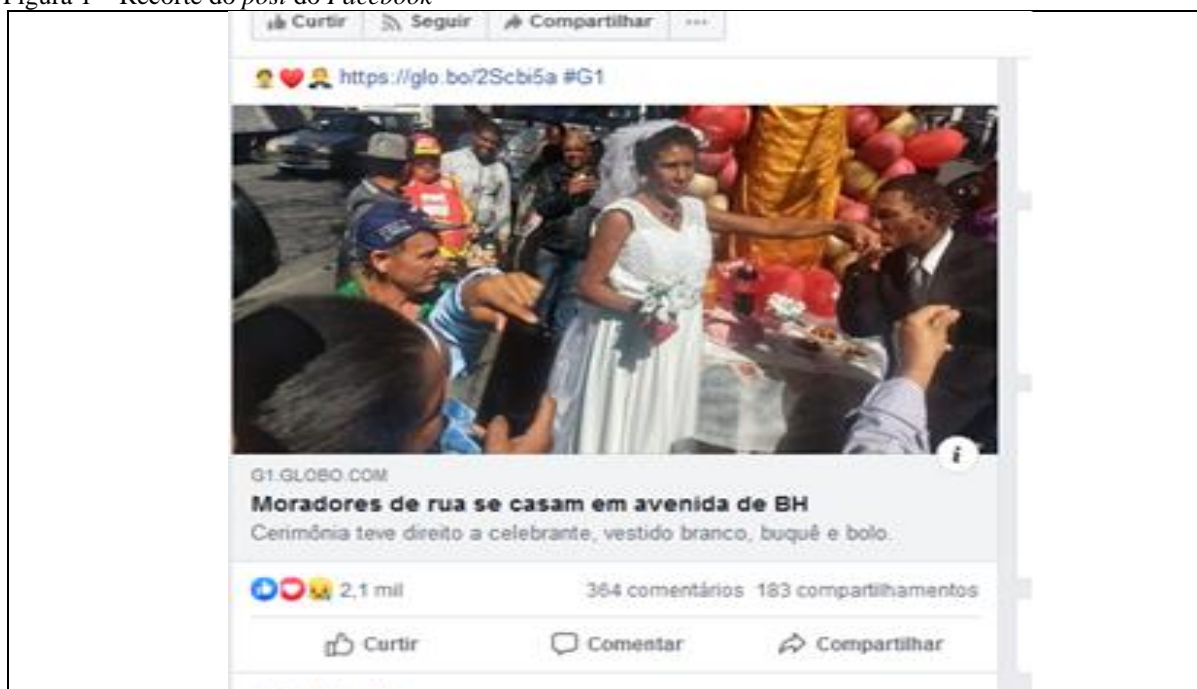 Figura 1 – Recorte do post do Facebook
Curtir Seguir Compartilhar ...
https://glo.bo/2Scbi5a #G1
i
G1.GLOBO.COM
Moradores de rua se casam em avenida de BH
Cerimônia teve direito a celebrante, vestido branco, buquê e bolo.
2,1 mil 364 comentários 183 compartilhamentos
Curtir Comentar Compartilhar